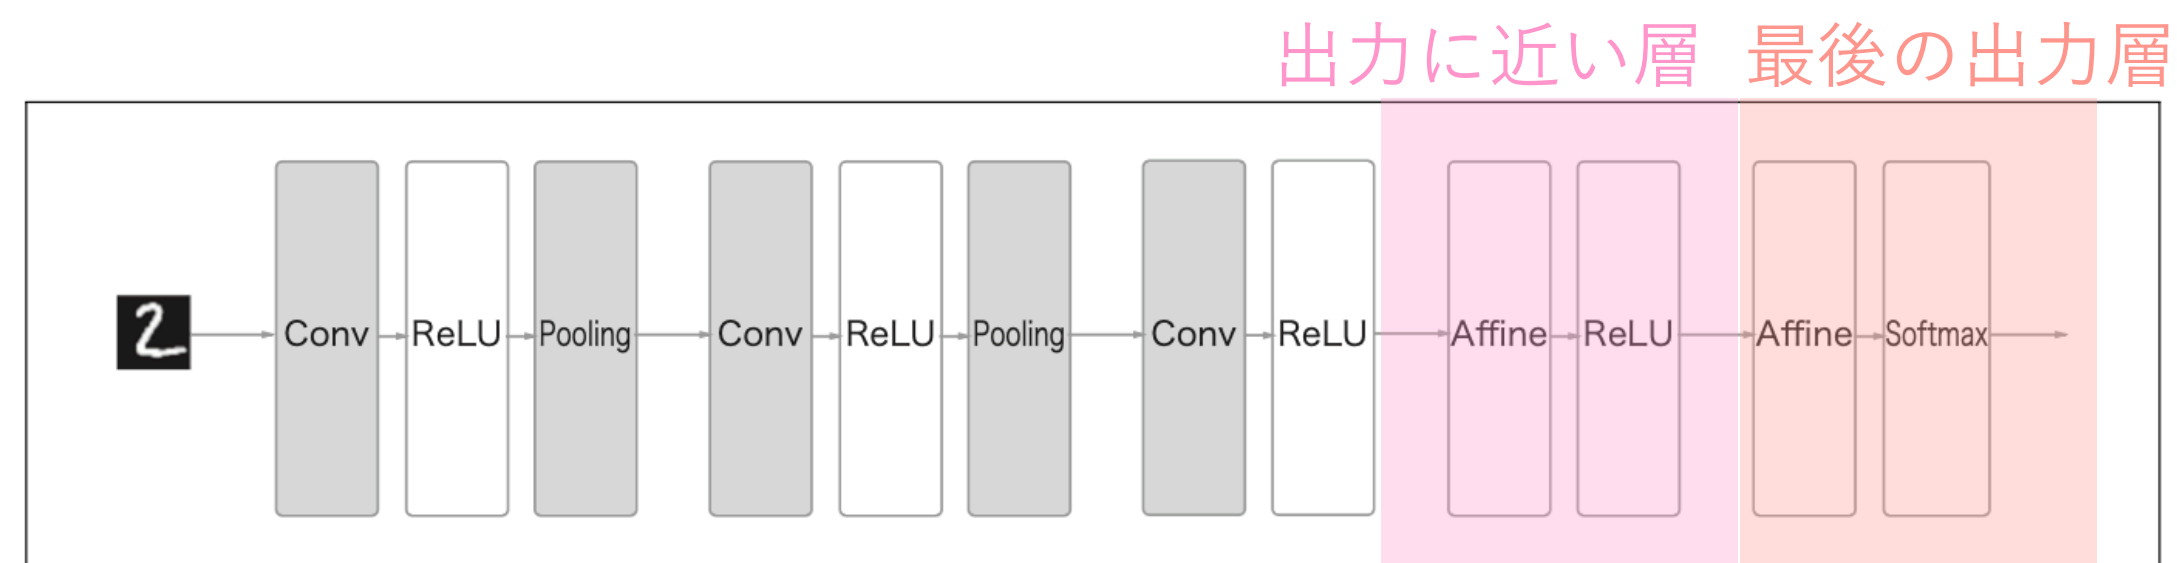 出力に近い層 最後の出力層
2 Conv ReLU Pooling Conv ReLU Pooling Conv ReLU Affine ReLU Affine Softmax